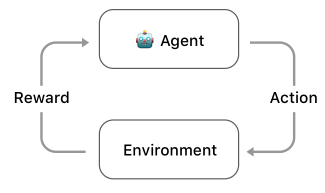 🤖 Agent
Reward
Action
Environment